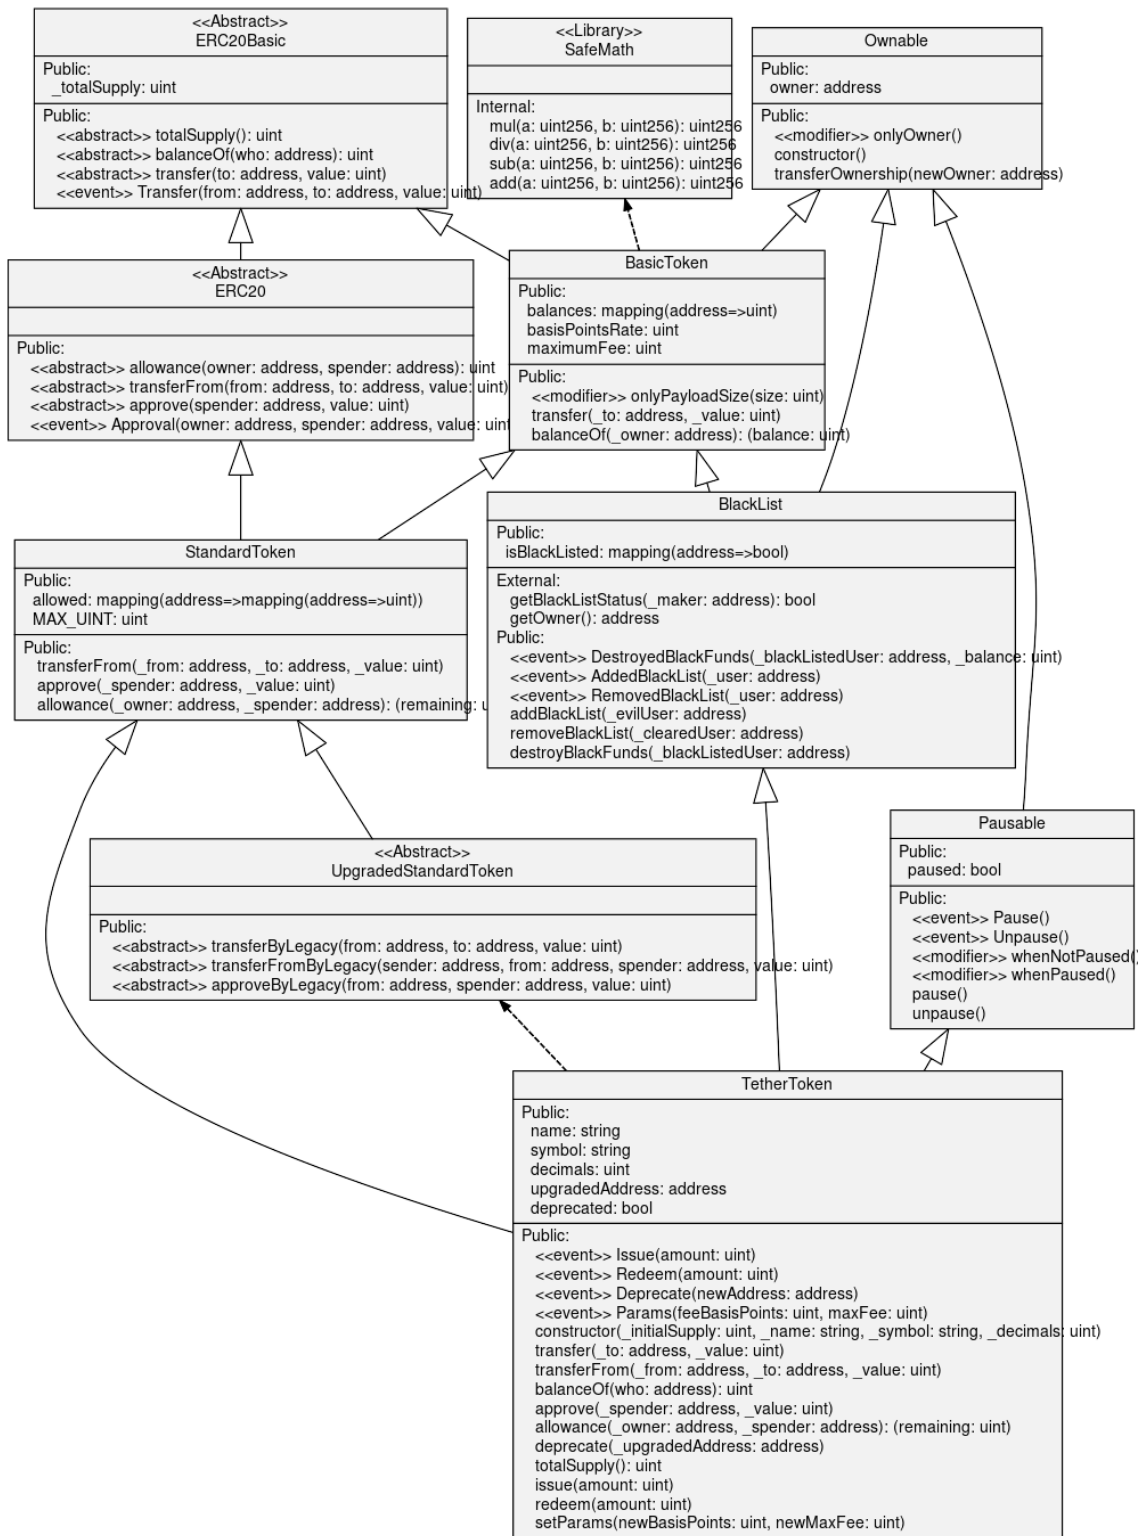 <<Abstract>>
ERC20Basic
Public:
_totalSupply: uint
Public:
<<abstract>> totalSupply(): uint
<<abstract>> balanceOf(who: address): uint
<<abstract>> transfer(to: address, value: uint)
<<event>> Transfer(from: address, to: address, value: uint)
<<Library>>
SafeMath
Internal:
mul(a: uint256, b: uint256): uint256
div(a: uint256, b: uint256): uint256
sub(a: uint256, b: uint256): uint256
add(a: uint256, b: uint256): uint256
Ownable
Public:
owner: address
Public:
<<modifier>> onlyOwner()
constructor()
transferOwnership(newOwner: address)
<<Abstract>>
ERC20
Public:
<<abstract>> allowance(owner: address, spender: address): uint
<<abstract>> transferFrom(from: address, to: address, value: uint)
<<abstract>> approve(spender: address, value: uint)
<<event>> Approval(owner: address, spender: address, value: uint
BasicToken
Public:
balances: mapping(address=>uint)
basisPointsRate: uint
maximumFee: uint
Public:
<<modifier>> onlyPayloadSize(size: uint)
transfer(_to: address, _value: uint)
balanceOf(_owner: address): (balance: uint)
StandardToken
Public:
allowed: mapping(address=>mapping(address=>uint))
MAX_UINT: uint
Public:
transferFrom(_from: address, _to: address, _value: uint)
approve(_spender: address, _value: uint)
allowance(_owner: address, _spender: address): (remaining: u
BlackList
Public:
isBlackListed: mapping(address=>bool)
External:
getBlackListStatus(_maker: address): bool
getOwner(): address
Public:
<<event>> DestroyedBlackFunds(_blackListedUser: address, _balance: uint)
<<event>> AddedBlackList(_user: address)
<<event>> RemovedBlackList(_user: address)
addBlackList(_evilUser: address)
removeBlackList(_clearedUser: address)
destroyBlackFunds(_blackListedUser: address)
<<Abstract>>
UpgradedStandardToken
Public:
<<abstract>> transferByLegacy(from: address, to: address, value: uint)
<<abstract>> transferFromByLegacy(sender: address, from: address, spender: address, value: uint)
<<abstract>> approveByLegacy(from: address, spender: address, value: uint)
Pausable
Public:
paused: bool
Public:
<<event>> Pause()
<<event>> Unpause()
<<modifier>> whenNotPaused()
<<modifier>> whenPaused()
pause()
unpause()
TetherToken
Public:
name: string
symbol: string
decimals: uint
upgradedAddress: address
deprecated: bool
Public:
<<event>> Issue(amount: uint)
<<event>> Redeem(amount: uint)
<<event>> Deprecate(newAddress: address)
<<event>> Params(feeBasisPoints: uint, maxFee: uint)
constructor(_initialSupply: uint, _name: string, _symbol: string, _decimals: uint)
transfer(_to: address, _value: uint)
transferFrom(_from: address, _to: address, _value: uint)
balanceOf(who: address): uint
approve(_spender: address, _value: uint)
allowance(_owner: address, _spender: address): (remaining: uint)
deprecate(_upgradedAddress: address)
totalSupply(): uint
issue(amount: uint)
redeem(amount: uint)
setParams(newBasisPoints: uint, newMaxFee: uint)